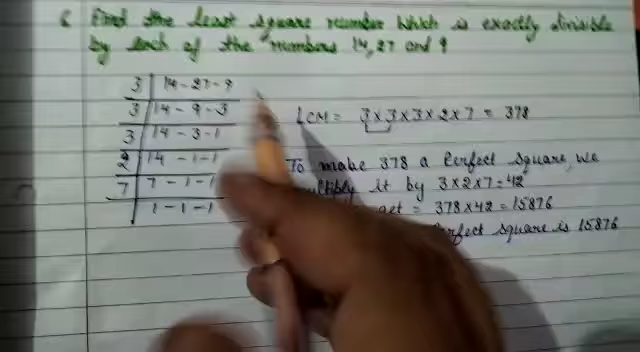 6 Find the least square number which is exactly divisible
by each of the numbers 14, 27 and 9
3 | 14 - 27 - 9
3 | 14 - 9 - 3
3 | 14 - 3 - 1
2 | 14 - 1 - 1
7 | 7 - 1 - 1
1 - 1 - 1
LCM = 3 × 3 × 3 × 2 × 7 = 378
To make 378 a Perfect Square, we
it by 3×2×7=42
= 378×42 = 15876
Square is 15876